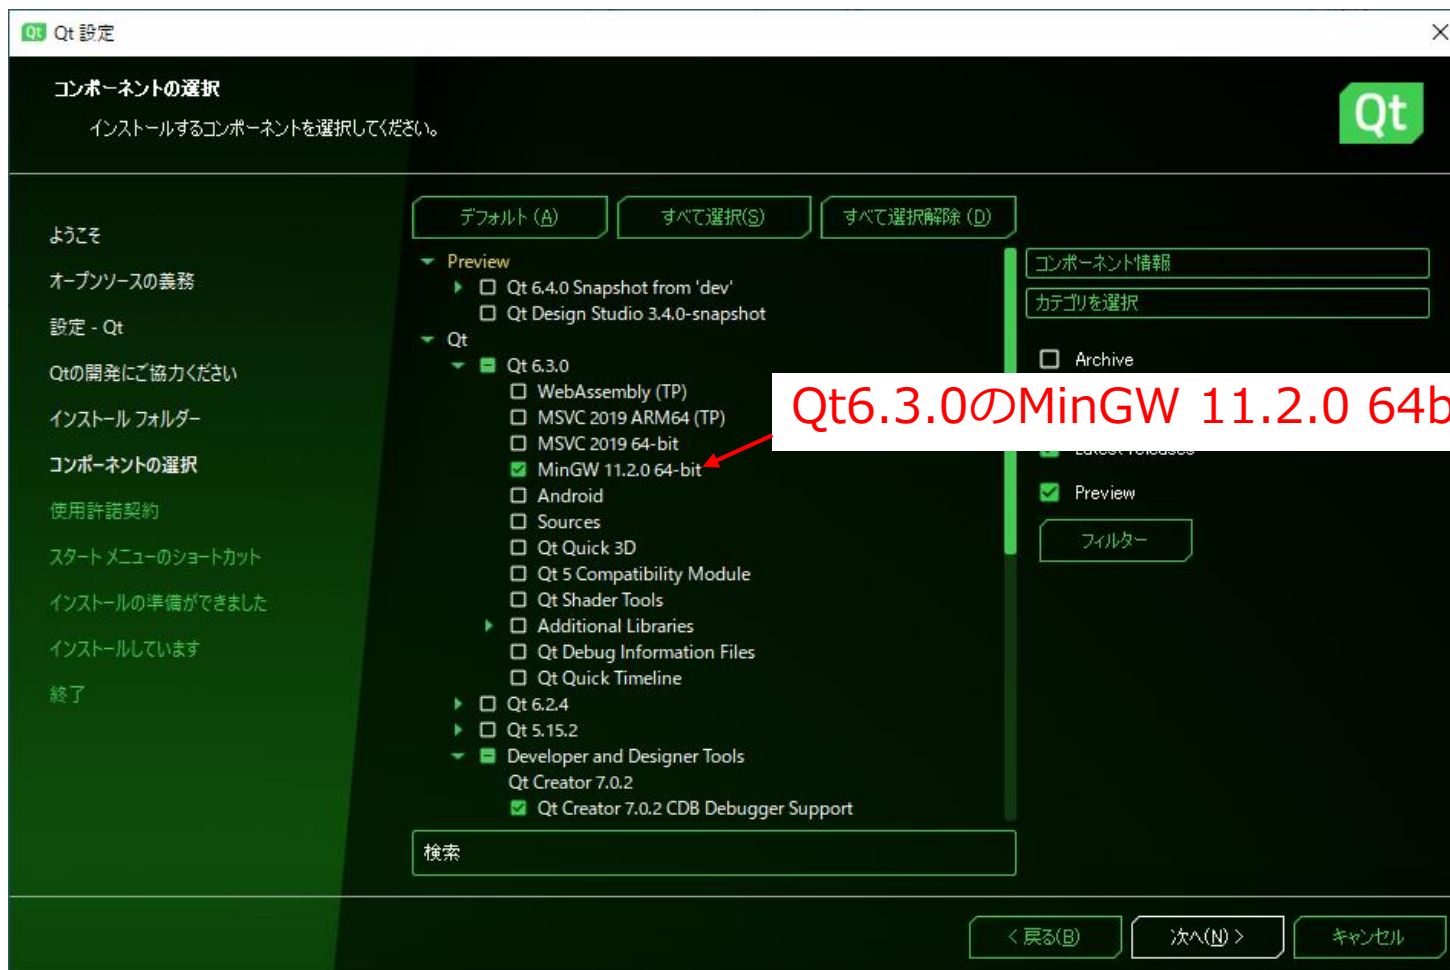 Qt Qt 設定
コンポーネントの選択
インストールするコンポーネントを選択してください。
Qt
ようこそ
オープンソースの義務
設定 - Qt
Qtの開発にご協力ください
インストール フォルダー
コンポーネントの選択
使用許諾契約
スタート メニューのショートカット
インストールの準備ができました
インストールしています
終了
デフォルト (A)
すべて選択(S)
すべて選択解除 (D)
Preview
Qt 6.4.0 Snapshot from 'dev'
Qt Design Studio 3.4.0-snapshot
Qt
Qt 6.3.0
WebAssembly (TP)
MSVC 2019 ARM64 (TP)
MSVC 2019 64-bit
MinGW 11.2.0 64-bit
Android
Sources
Qt Quick 3D
Qt 5 Compatibility Module
Qt Shader Tools
Additional Libraries
Qt Debug Information Files
Qt Quick Timeline
Qt 6.2.4
Qt 5.15.2
Developer and Designer Tools
Qt Creator 7.0.2
Qt Creator 7.0.2 CDB Debugger Support
検索
コンポーネント情報
カテゴリを選択
Archive
Qt6.3.0のMinGW 11.2.0 64b
Latest releases
Preview
フィルター
< 戻る(B)
次へ(N) >
キャンセル